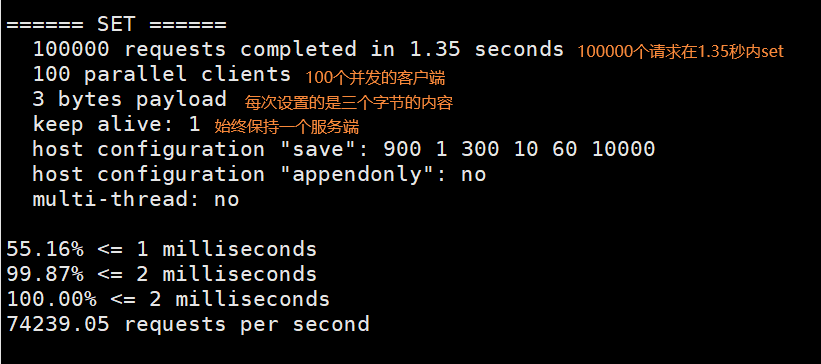 ====== SET ======
100000 requests completed in 1.35 seconds 100000个请求在1.35秒内set
100 parallel clients 100个并发的客户端
3 bytes payload 每次设置的是三个字节的内容
keep alive: 1 始终保持一个服务端
host configuration "save": 900 1 300 10 60 10000
host configuration "appendonly": no
multi-thread: no
55.16% <= 1 milliseconds
99.87% <= 2 milliseconds
100.00% <= 2 milliseconds
74239.05 requests per second